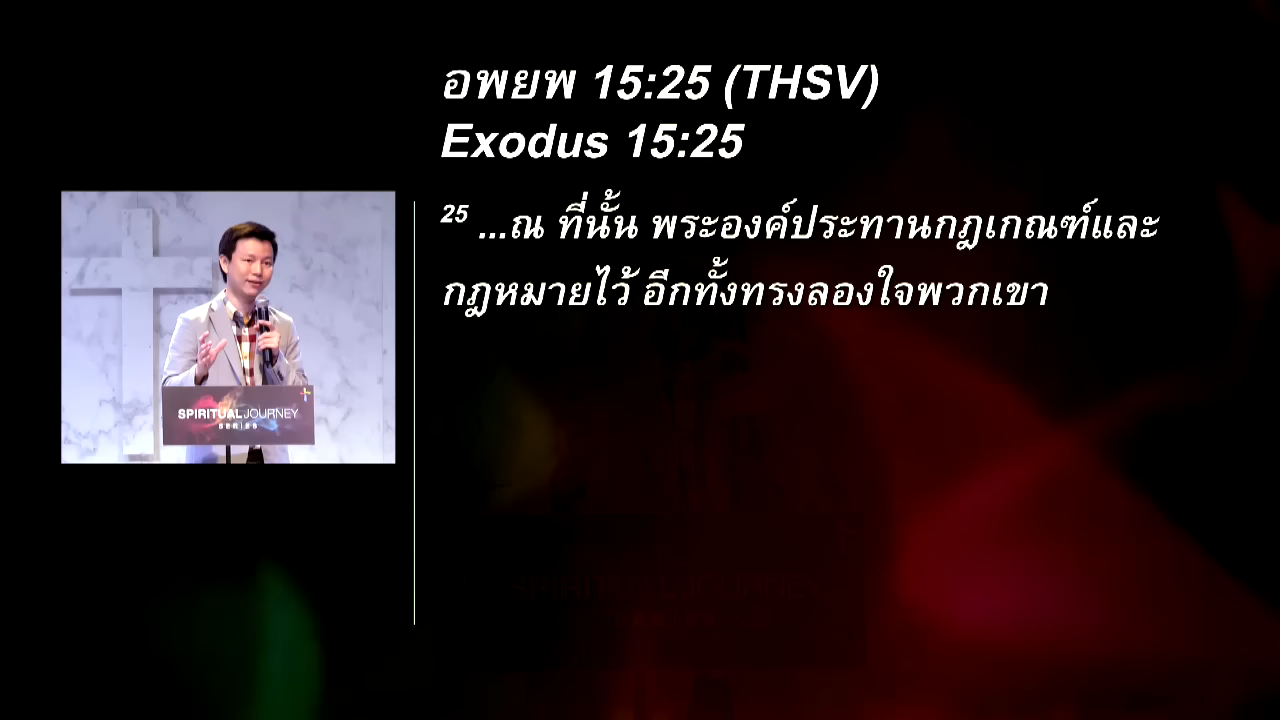 อพยพ 15:25 (THSV)
Exodus 15:25
25 ...ณ ที่นั้น พระองค์ประทานกฎเกณฑ์และ
กฎหมายไว้ อีกทั้งทรงลองใจพวกเขา
SPIRITUAL JOURNEY
SERIES